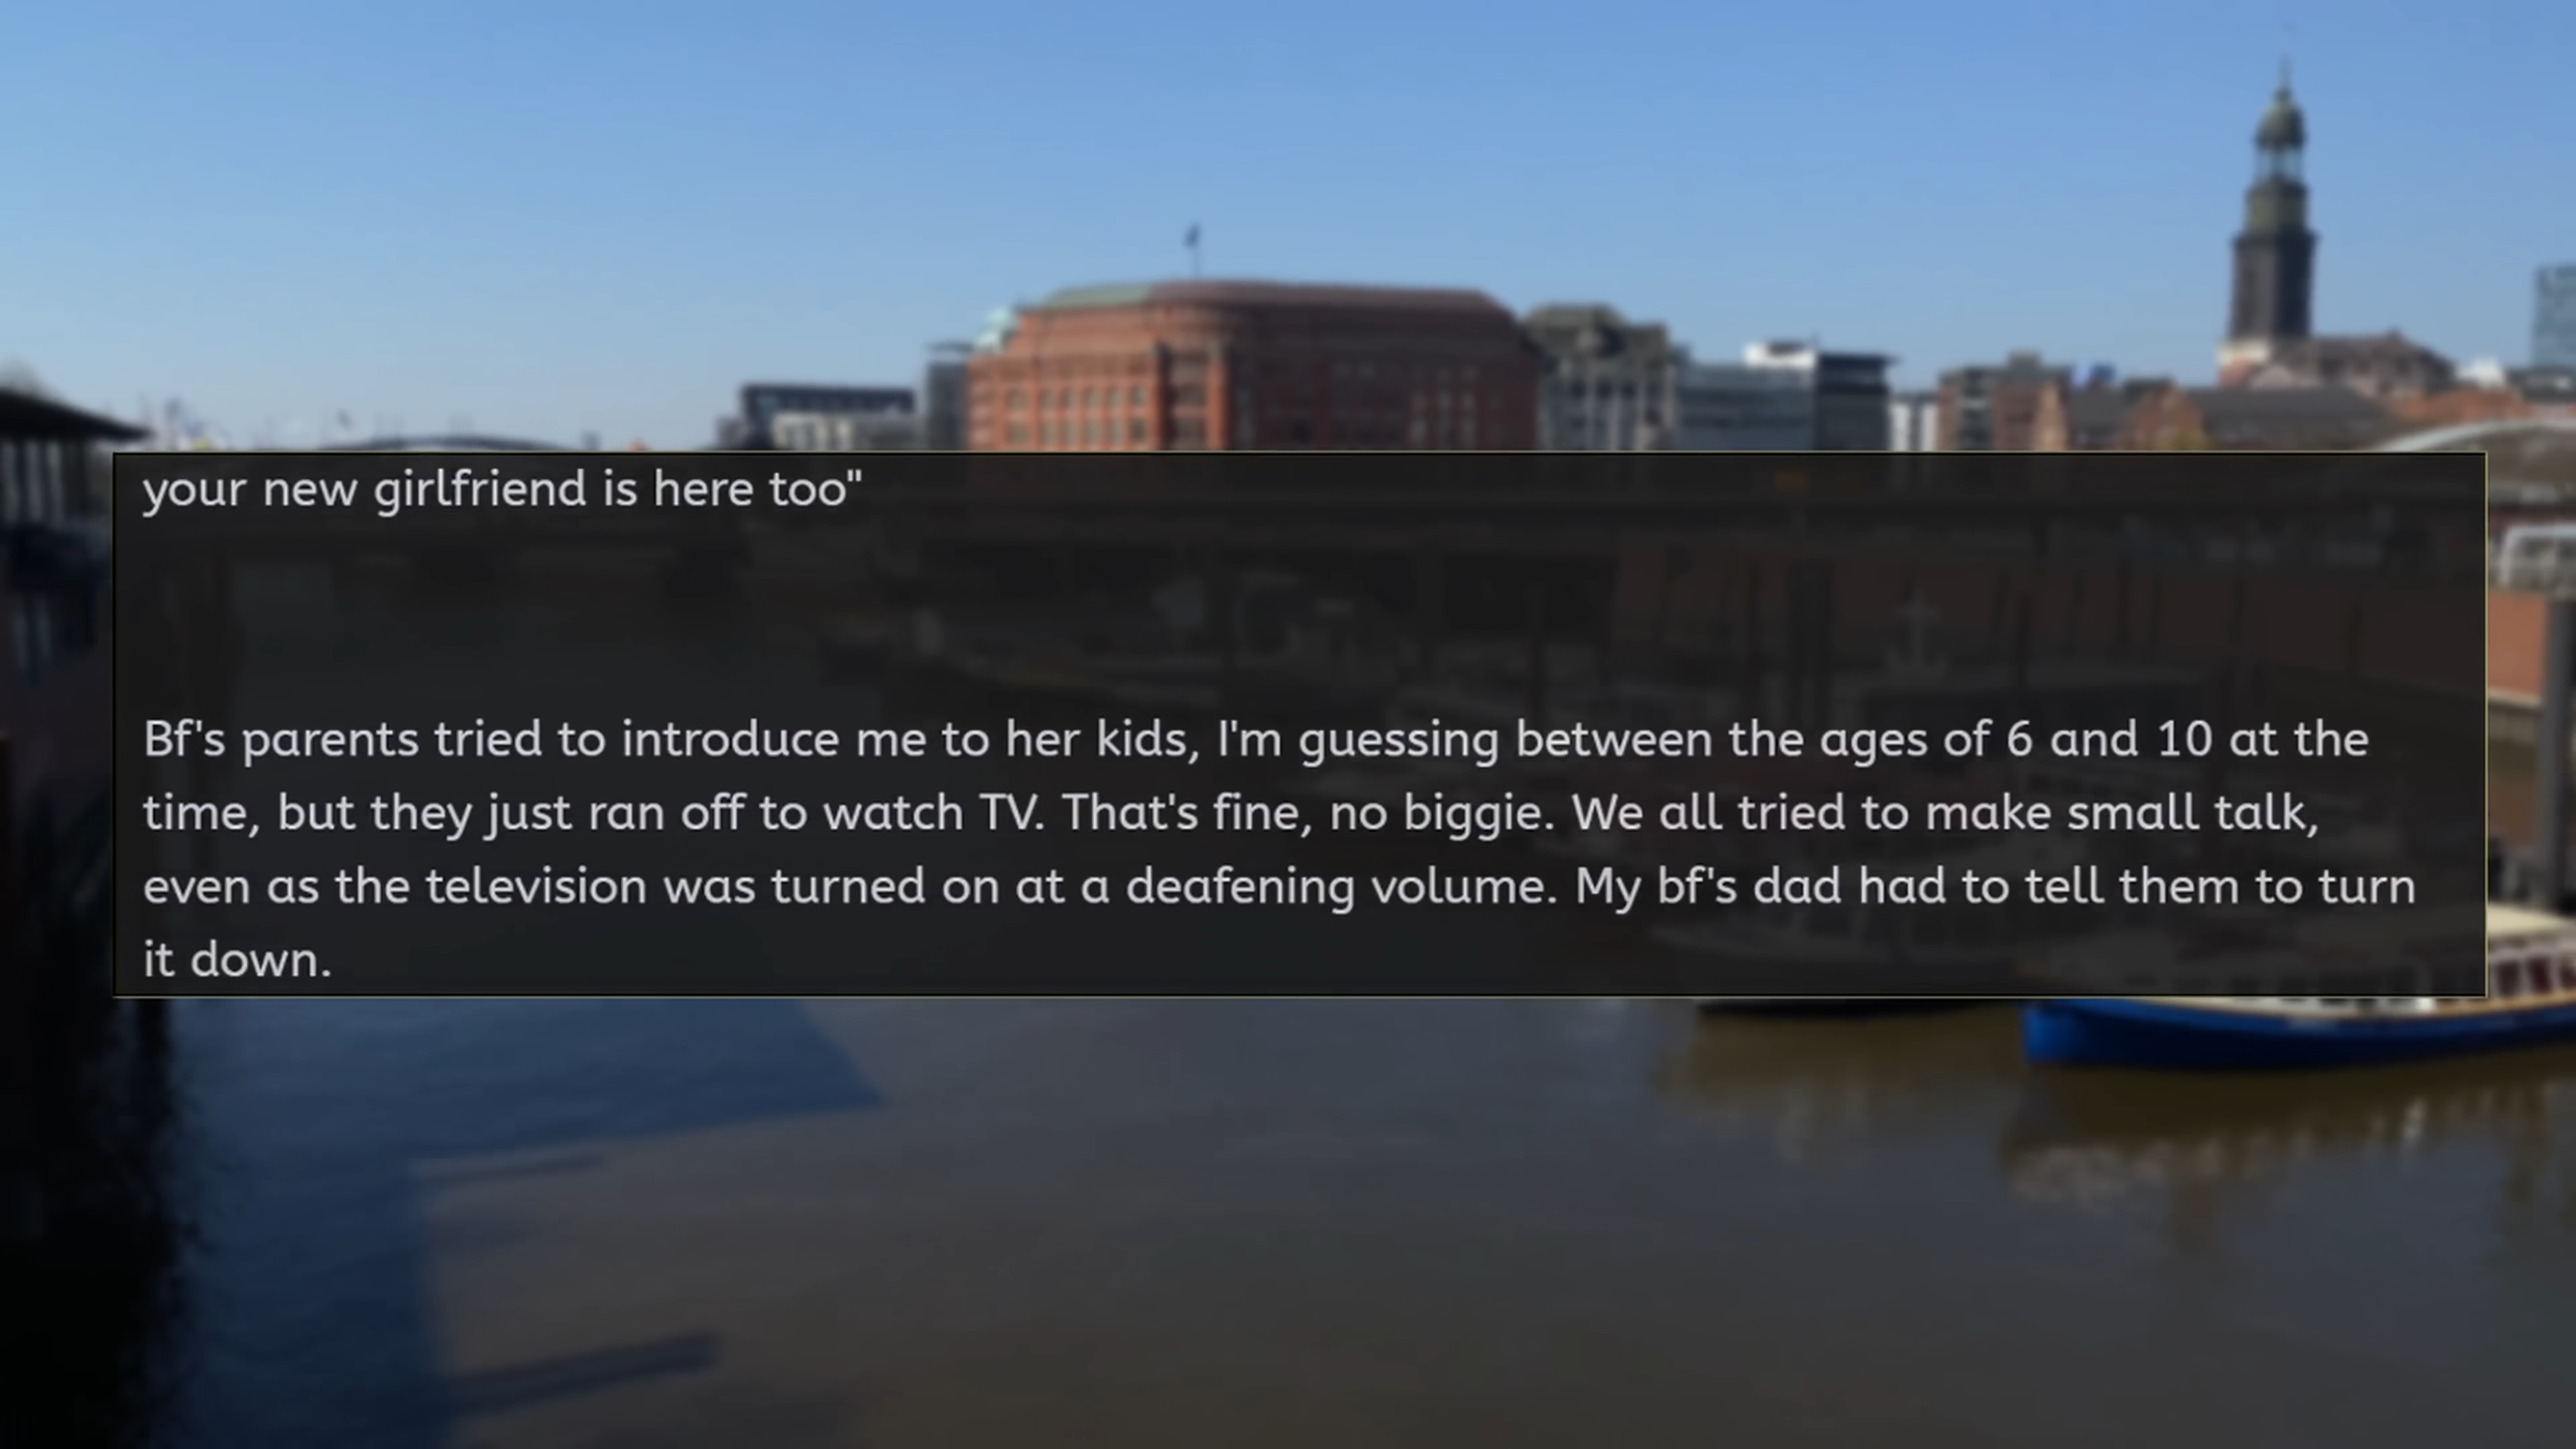 your new girlfriend is here too"
Bf's parents tried to introduce me to her kids, I'm guessing between the ages of 6 and 10 at the
time, but they just ran off to watch TV. That's fine, no biggie. We all tried to make small talk,
even as the television was turned on at a deafening volume. My bf's dad had to tell them to turn
it down.